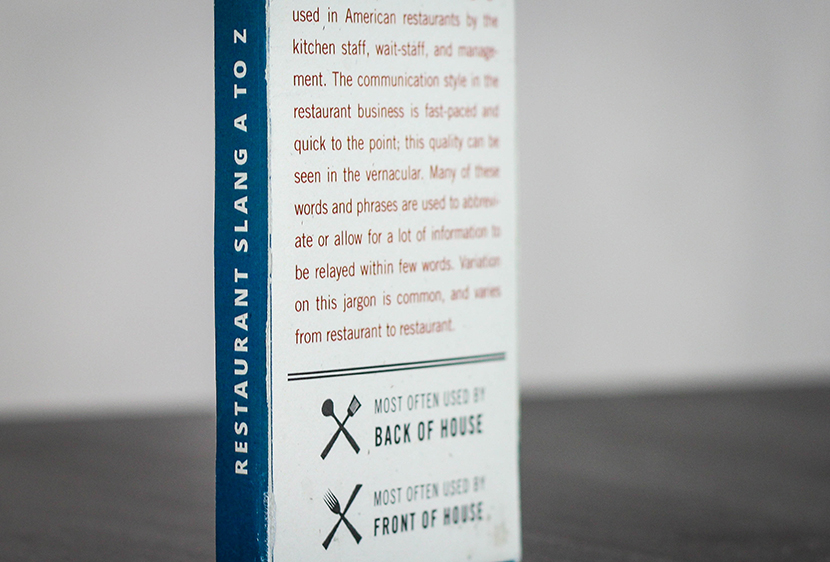 RESTAURANT SLANG A TO Z
used in American restaurants by the
kitchen staff, wait-staff, and manage-
ment. The communication style in the
restaurant business is fast-paced and
quick to the point; this quality can be
seen in the vernacular. Many of these
words and phrases are used to abbrevi-
ate or allow for a lot of information to
be relayed within few words. Variation
on this jargon is common, and varies
from restaurant to restaurant.
MOST OFTEN USED BY
BACK OF HOUSE
MOST OFTEN USED BY
FRONT OF HOUSE